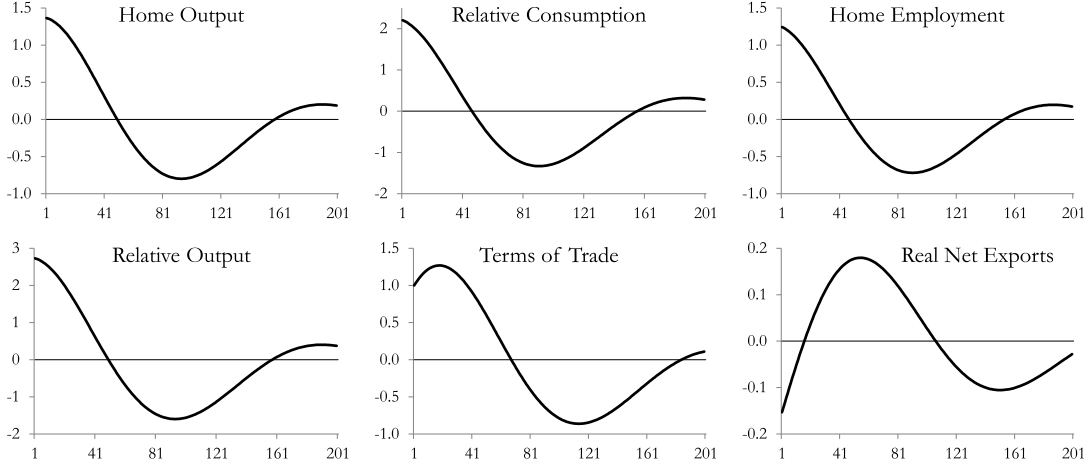 Home Output
1.5
1.0
0.5
0.0
-0.5
-1.0
1 41 81 121 161 201
Relative Consumption
2
1
0
-1
-2
1 41 81 121 161 201
Home Employment
1.5
1.0
0.5
0.0
-0.5
-1.0
1 41 81 121 161 201
Relative Output
3
2
1
0
-1
-2
1 41 81 121 161 201
Terms of Trade
1.5
1.0
0.5
0.0
-0.5
-1.0
1 41 81 121 161 201
Real Net Exports
0.2
0.1
0.0
-0.1
-0.2
1 41 81 121 161 201